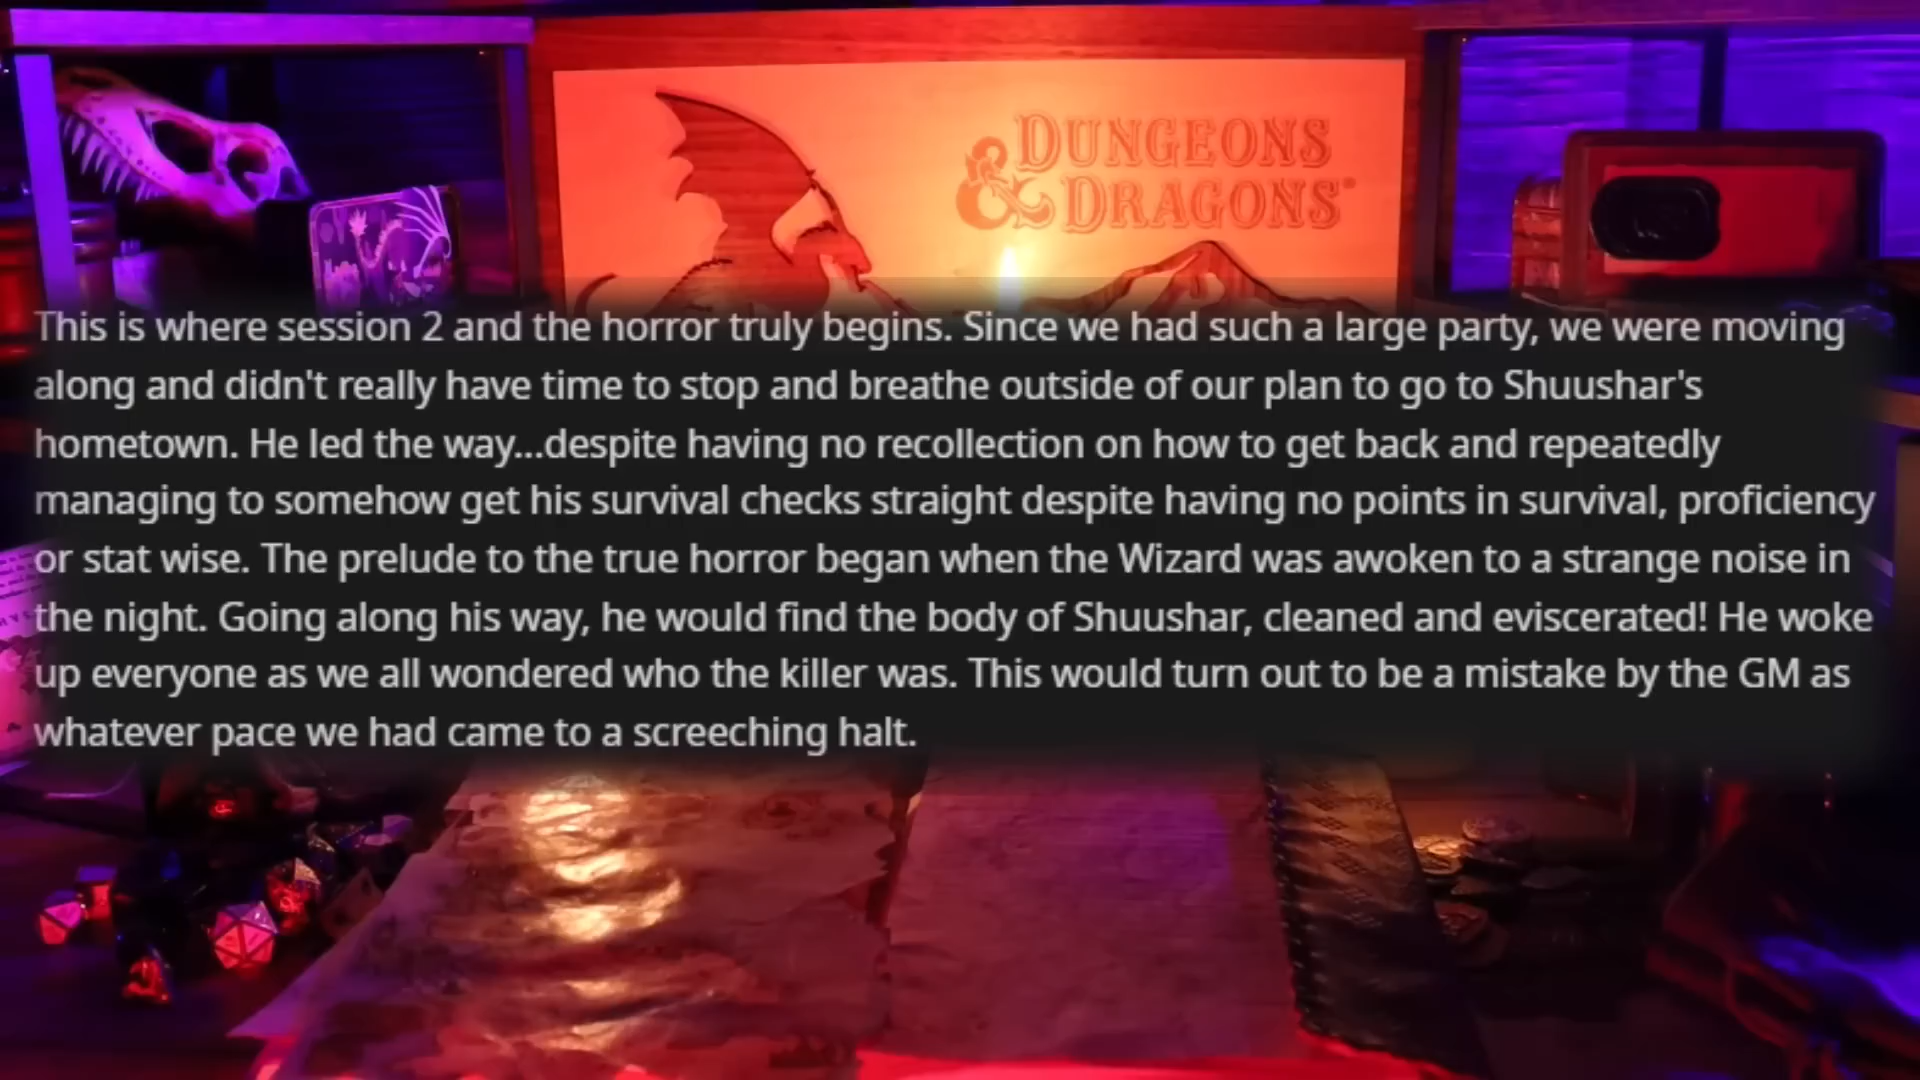 DUNGEONS
& DRAGONS
This is where session 2 and the horror truly begins. Since we had such a large party, we were moving
along and didn't really have time to stop and breathe outside of our plan to go to Shuushar's
hometown. He led the way...despite having no recollection on how to get back and repeatedly
managing to somehow get his survival checks straight despite having no points in survival, proficiency
or stat wise. The prelude to the true horror began when the Wizard was awoken to a strange noise in
the night. Going along his way, he would find the body of Shuushar, cleaned and eviscerated! He woke
up everyone as we all wondered who the killer was. This would turn out to be a mistake by the GM as
whatever pace we had came to a screeching halt.